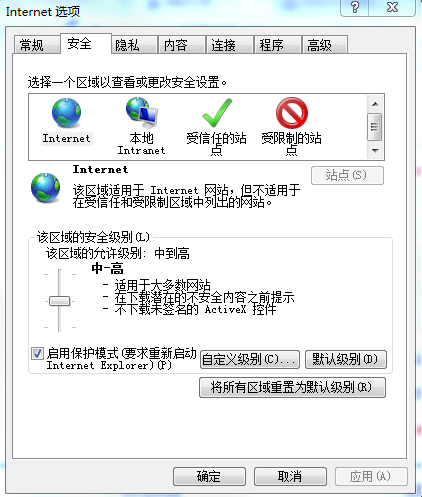 Internet 选项
常规 安全 隐私 内容 连接 程序 高级
选择一个区域以查看或更改安全设置。
Internet
本地
Intranet
受信任的站
点
受限制的站
点
Internet
站点(S)
该区域适用于 Internet 网站，但不适用于
在受信任和受限制区域中列出的网站。
该区域的安全级别(L)
该区域的允许级别: 中到高
中-高
- 适用于大多数网站
- 在下载潜在的不安全内容之前提示
- 不下载未签名的 ActiveX 控件
启用保护模式(要求重新启动
Internet Explorer)(P)
自定义级别(C)... 默认级别(D)
将所有区域重置为默认级别(R)
确定 取消 应用(A)